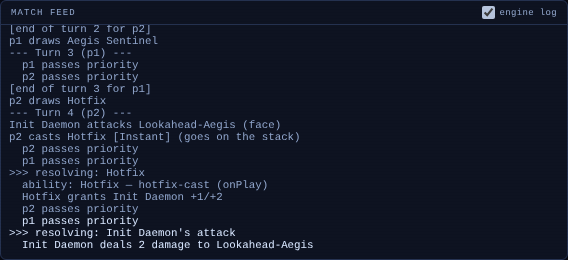 MATCH FEED
engine log
[end of turn 2 for p2]
p1 draws Aegis Sentinel
--- Turn 3 (p1) ---
p1 passes priority
p2 passes priority
[end of turn 3 for p1]
p2 draws Hotfix
--- Turn 4 (p2) ---
Init Daemon attacks Lookahead-Aegis (face)
p2 casts Hotfix [Instant] (goes on the stack)
p2 passes priority
p1 passes priority
>>> resolving: Hotfix
ability: Hotfix — hotfix-cast (onPlay)
Hotfix grants Init Daemon +1/+2
p2 passes priority
p1 passes priority
>>> resolving: Init Daemon's attack
Init Daemon deals 2 damage to Lookahead-Aegis